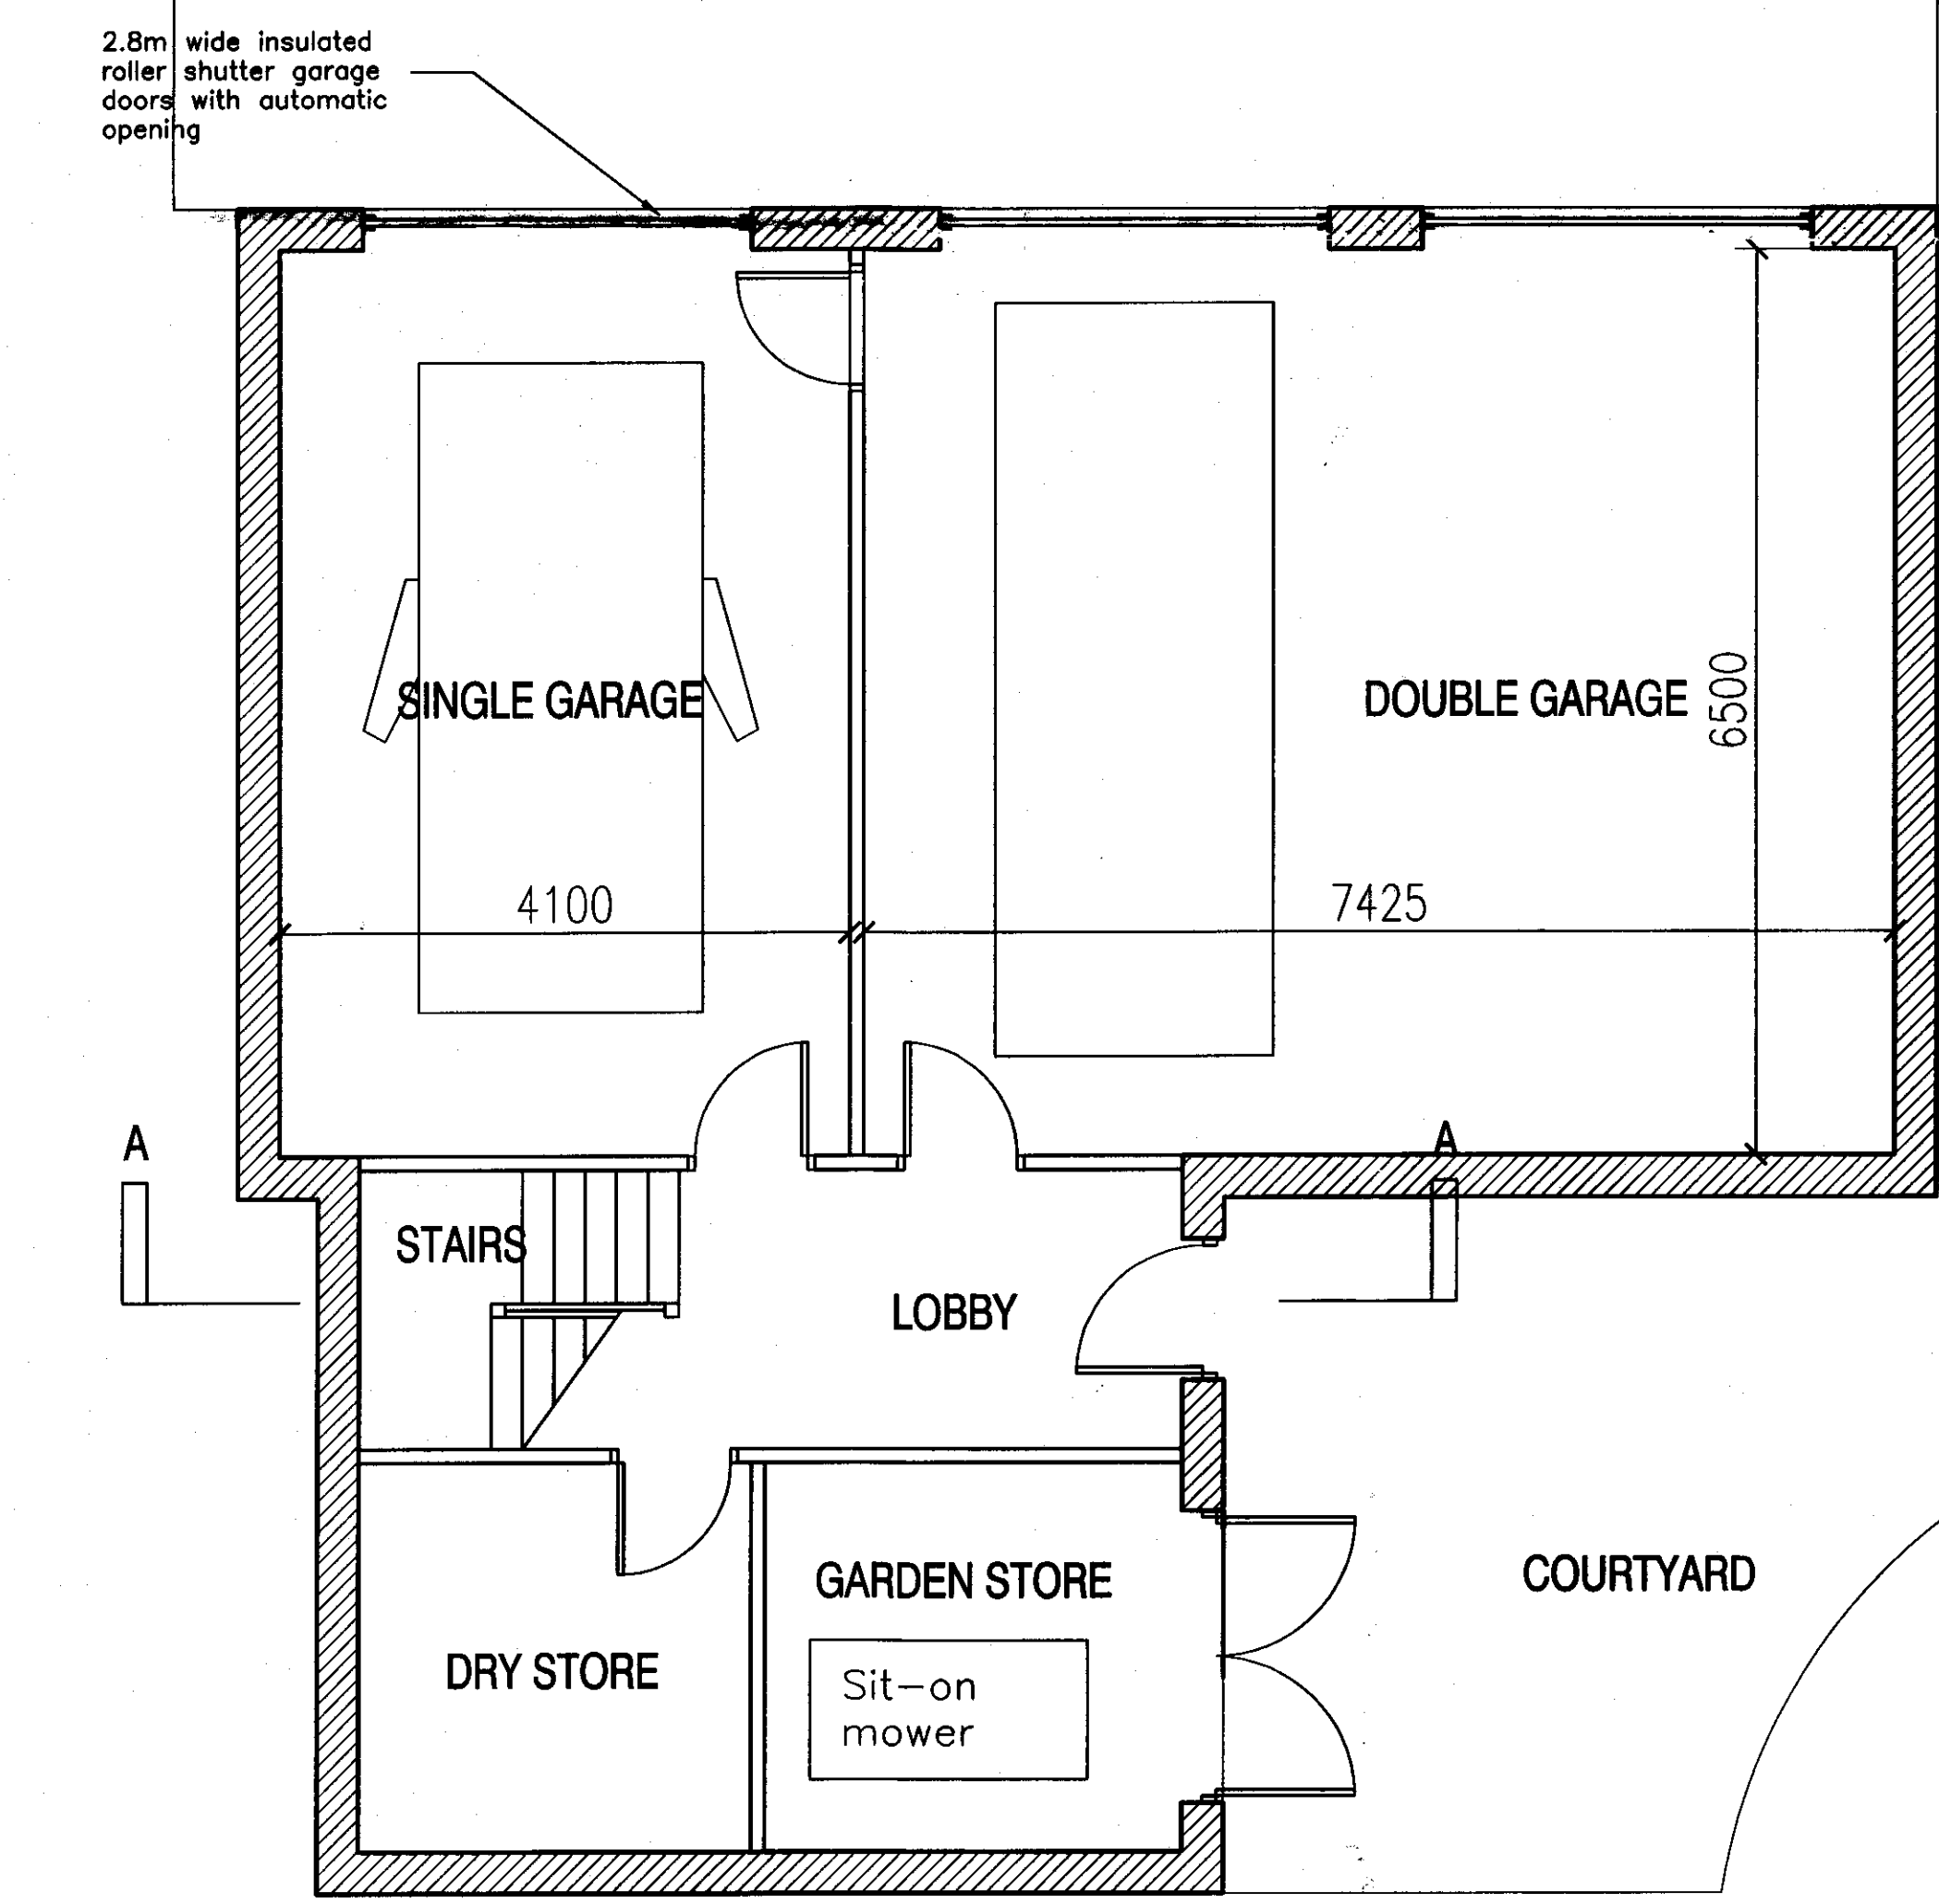 2.8m wide insulated
roller shutter garage
doors with automatic
opening
SINGLE GARAGE
DOUBLE GARAGE
6500
4100
7425
A
A
STAIRS
LOBBY
GARDEN STORE
COURTYARD
DRY STORE
Sit-on
mower